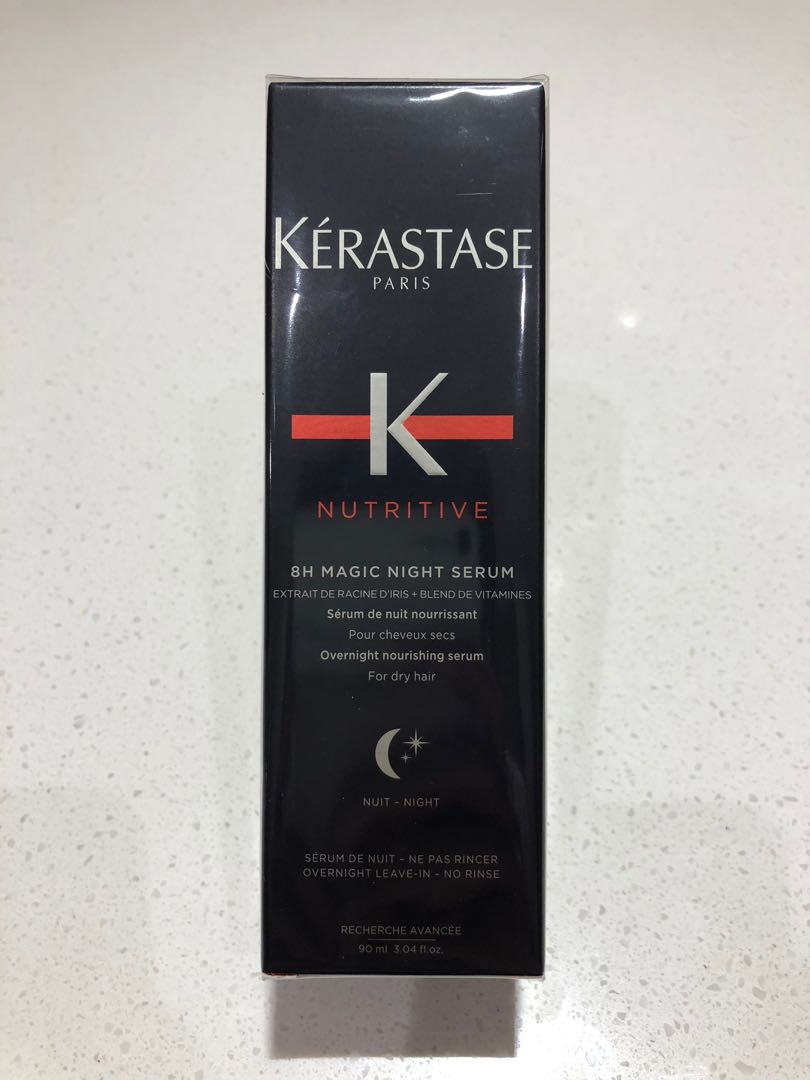 KÉRASTASE
PARIS
K
NUTRITIVE
8H MAGIC NIGHT SERUM
EXTRAIT DE RACINE D'IRIS + BLEND DE VITAMINES
Sérum de nuit nourrissant
Pour cheveux secs
Overnight nourishing serum
For dry hair
NUIT – NIGHT
SÉRUM DE NUIT – NE PAS RINCER
OVERNIGHT LEAVE-IN – NO RINSE
RECHERCHE AVANCÉE
90 ml 3.04 fl.oz.